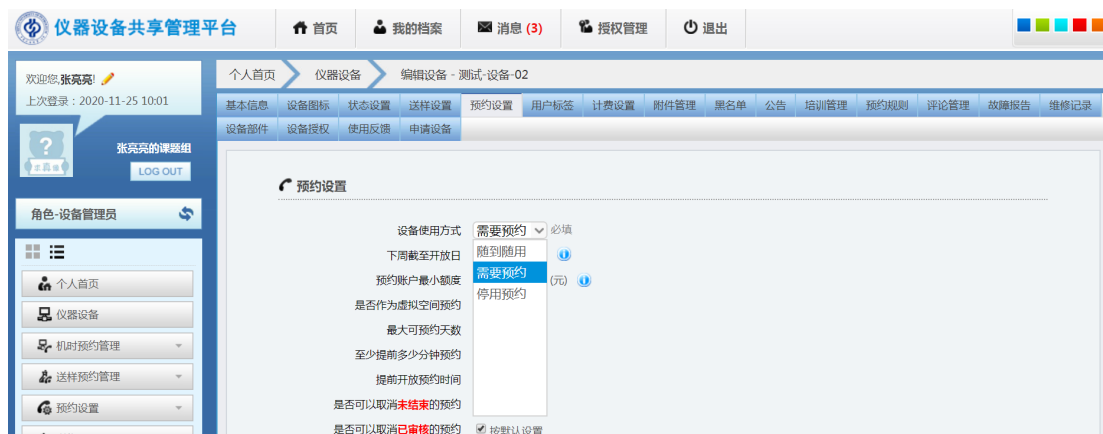 仪器设备共享管理平台
首页
我的档案
消息 (3)
授权管理
退出
欢迎您,张亮亮!
上次登录：2020-11-25 10:01
张亮亮的课题组
LOG OUT
角色-设备管理员
个人首页
仪器设备
机时预约管理
送样预约管理
预约设置
个人首页
仪器设备
编辑设备 - 测试-设备-02
基本信息 设备图标 状态设置 送样设置 预约设置 用户标签 计费设置 附件管理 黑名单 公告 培训管理 预约规则 评论管理 故障报告 维修记录
设备部件 设备授权 使用反馈 申请设备
预约设置
设备使用方式 需要预约 必填
随到随用
需要预约
停用预约
下周截至开放日
预约账户最小额度 (元)
是否作为虚拟空间预约
最大可预约天数
至少提前多少分钟预约
提前开放预约时间
是否可以取消未结束的预约
是否可以取消已审核的预约 按默认设置